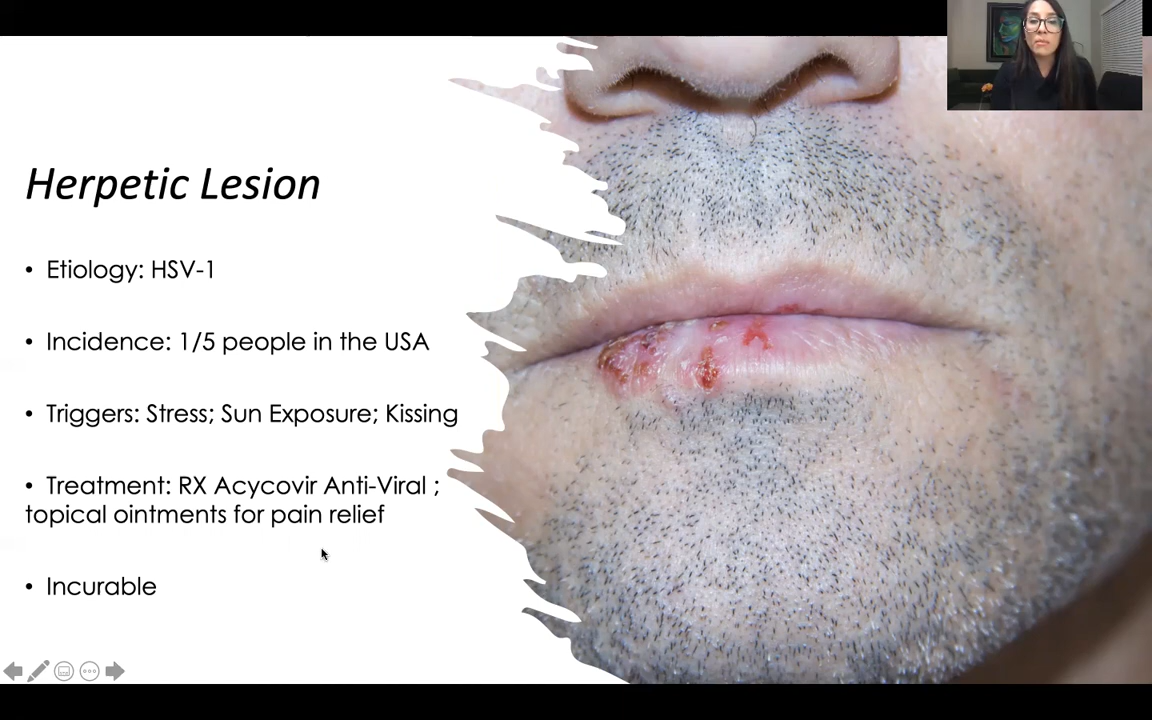 Herpetic Lesion
• Etiology: HSV-1
• Incidence: 1/5 people in the USA
• Triggers: Stress; Sun Exposure; Kissing
• Treatment: RX Acycovir Anti-Viral ;
topical ointments for pain relief
• Incurable